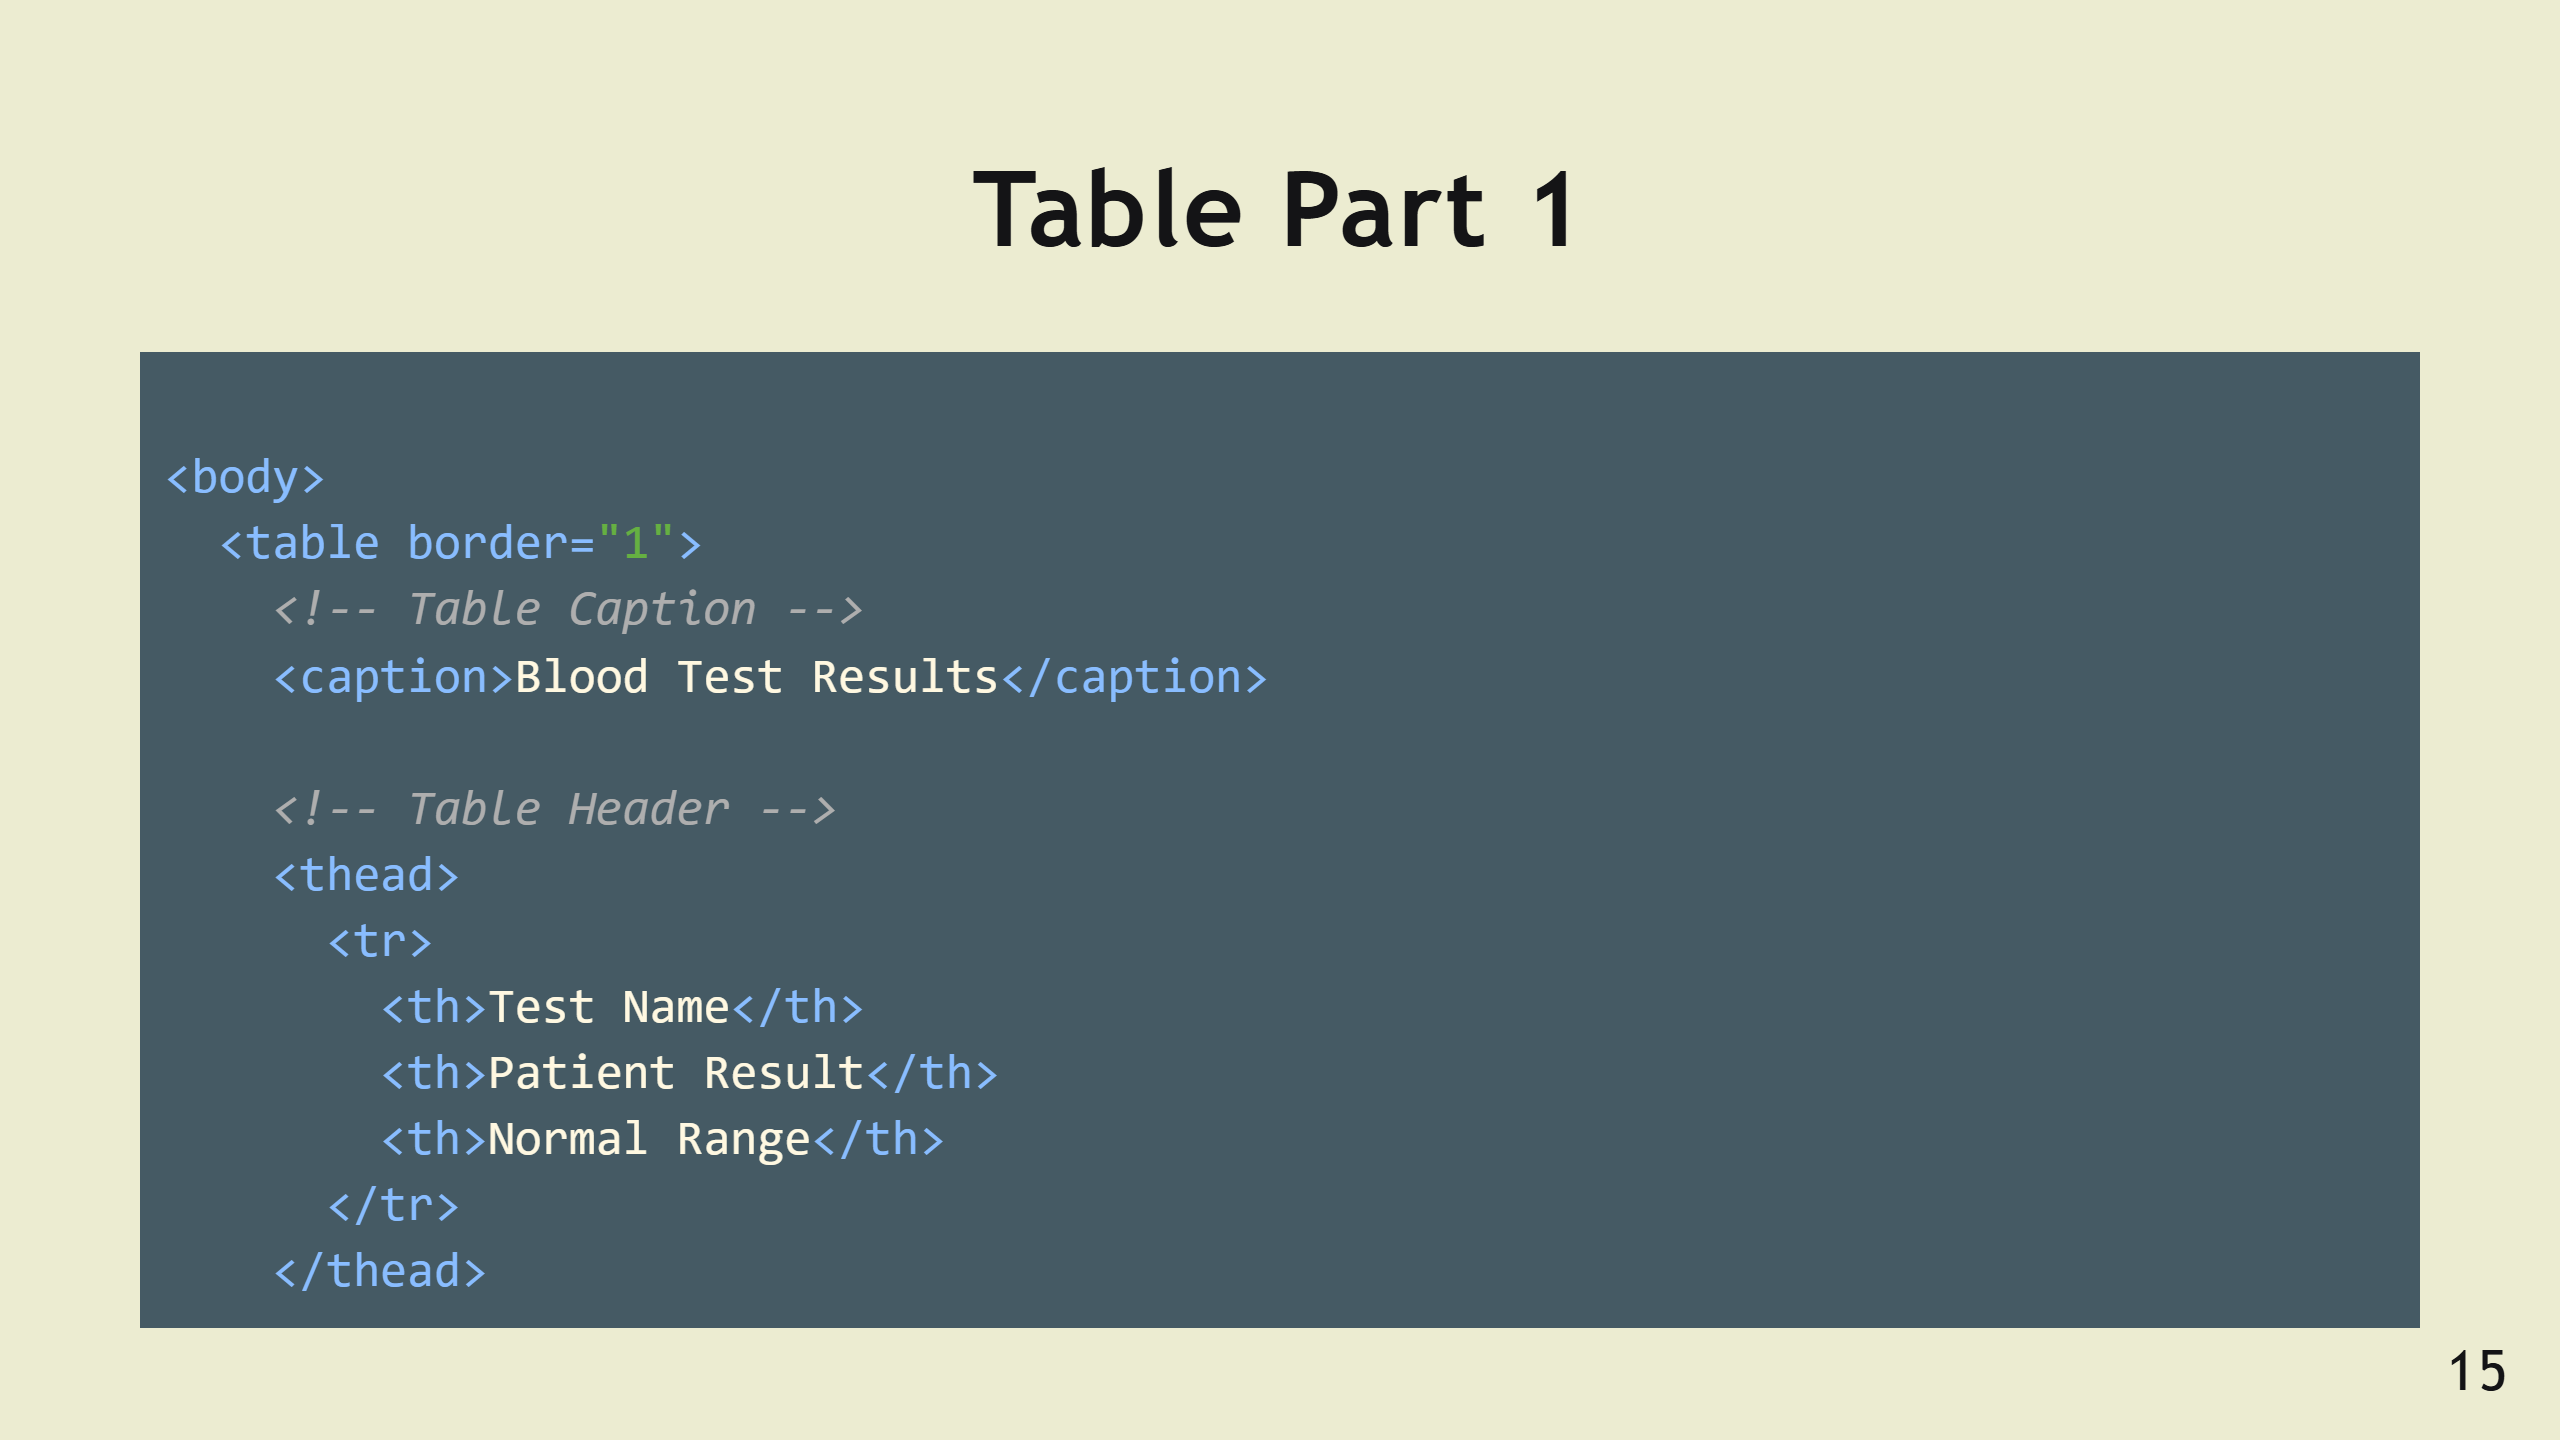 Table Part 1
<body>
<table border="1">
<!-- Table Caption -->
<caption>Blood Test Results</caption>
<!-- Table Header -->
<thead>
<tr>
<th>Test Name</th>
<th>Patient Result</th>
<th>Normal Range</th>
</tr>
</thead>
15